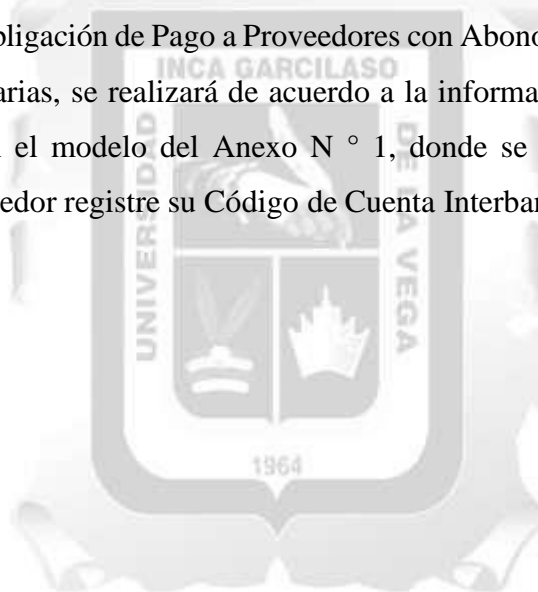 bligación de Pago a Proveedores con Abono
arias, se realizará de acuerdo a la informa
el modelo del Anexo N ° 1, donde se
edor registre su Código de Cuenta Interban
INCA GARCILASO
UNIVERSIDAD
DE LA VEGA
1964